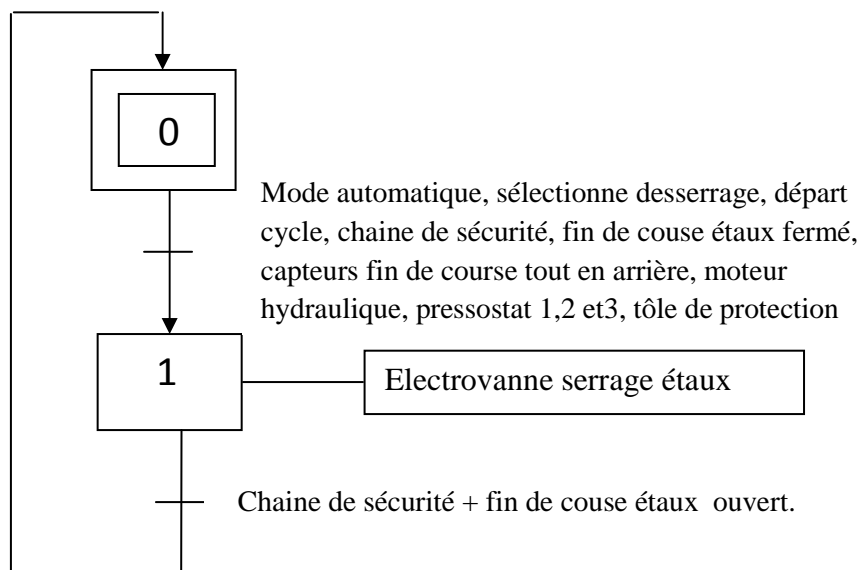 0
Mode automatique, sélectionne desserrage, départ
cycle, chaine de sécurité, fin de couse étaux fermé,
capteurs fin de course tout en arrière, moteur
hydraulique, pressostat 1,2 et3, tôle de protection
1
Electrovanne serrage étaux
Chaine de sécurité + fin de couse étaux ouvert.